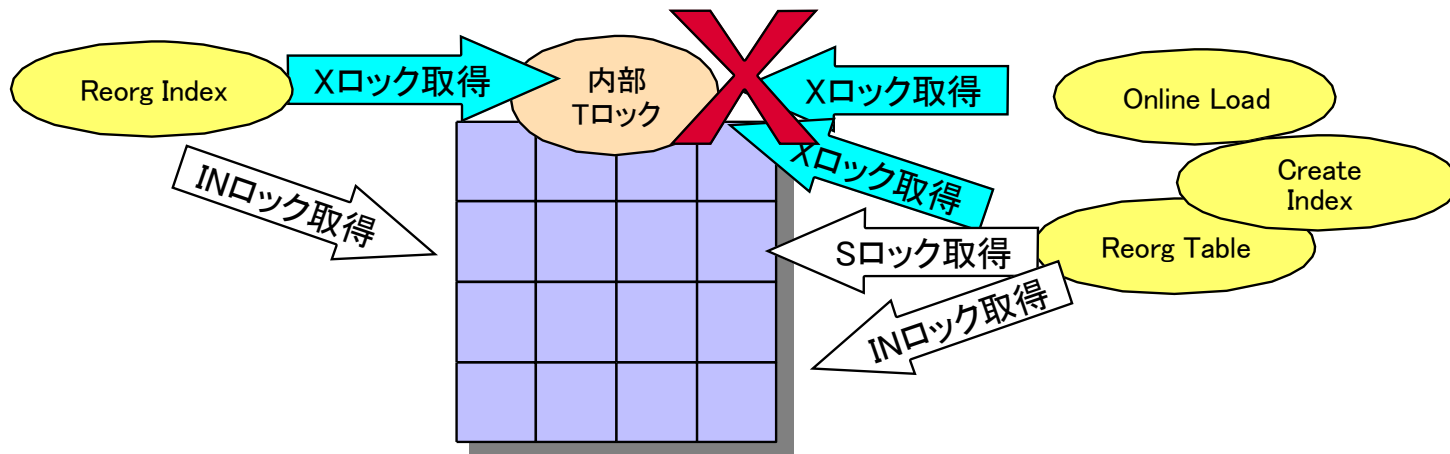 Reorg Index
Xロック取得
内部
Tロック
Xロック取得
Online Load
INロック取得
Xロック取得
Create
Index
Sロック取得
Reorg Table
INロック取得